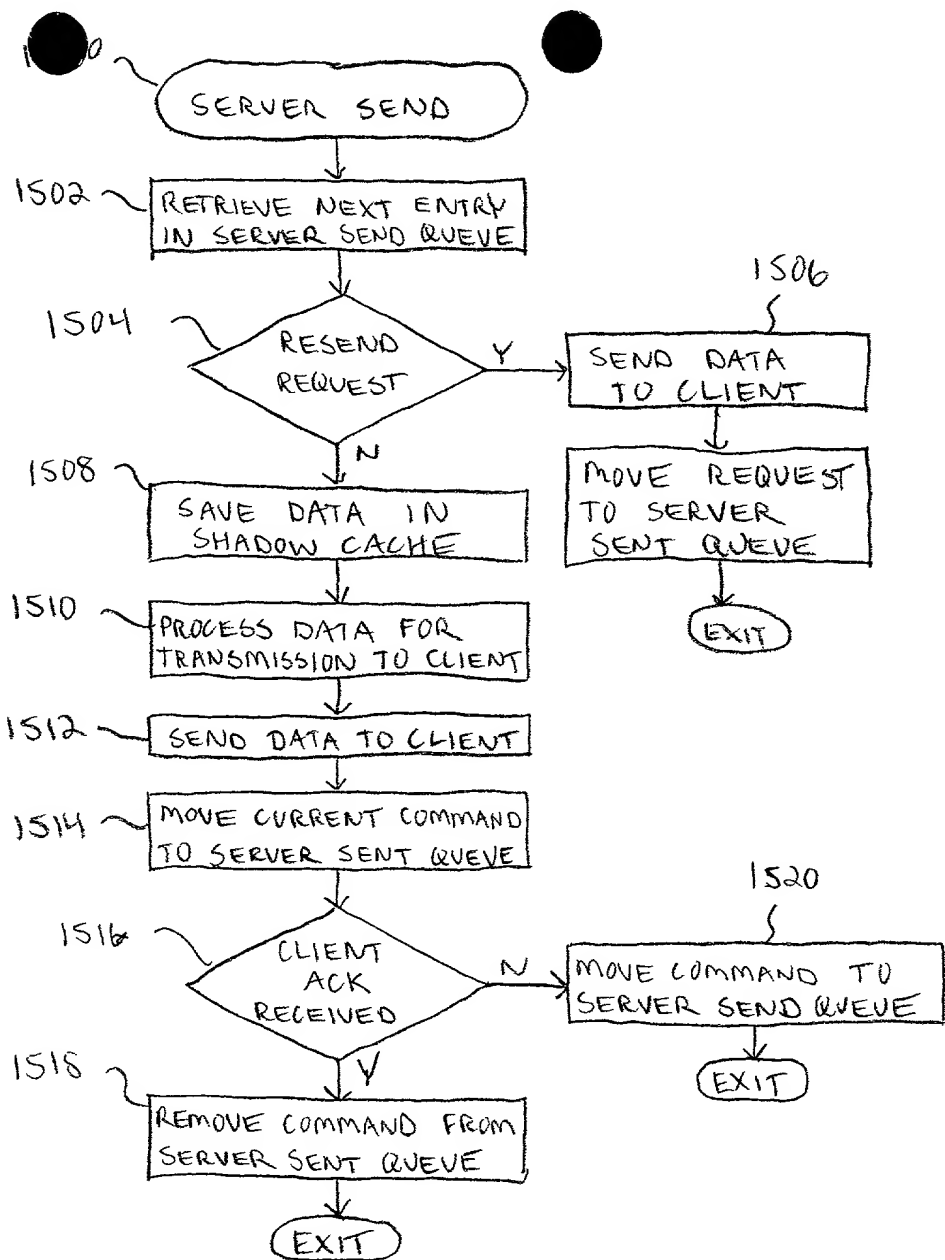 SERVER SEND
1502
RETRIEVE NEXT ENTRY
IN SERVER SEND QUEUE
1504
RESEND
REQUEST
Y
N
1506
SEND DATA
TO CLIENT
MOVE REQUEST
TO SERVER
SENT QUEUE
EXIT
1508
SAVE DATA IN
SHADOW CACHE
1510
PROCESS DATA FOR
TRANSMISSION TO CLIENT
1512
SEND DATA TO CLIENT
1514
MOVE CURRENT COMMAND
TO SERVER SENT QUEUE
1516
CLIENT
ACK
RECEIVED
N
Y
1520
MOVE COMMAND TO
SERVER SEND QUEUE
EXIT
1518
REMOVE COMMAND FROM
SERVER SENT QUEUE
EXIT